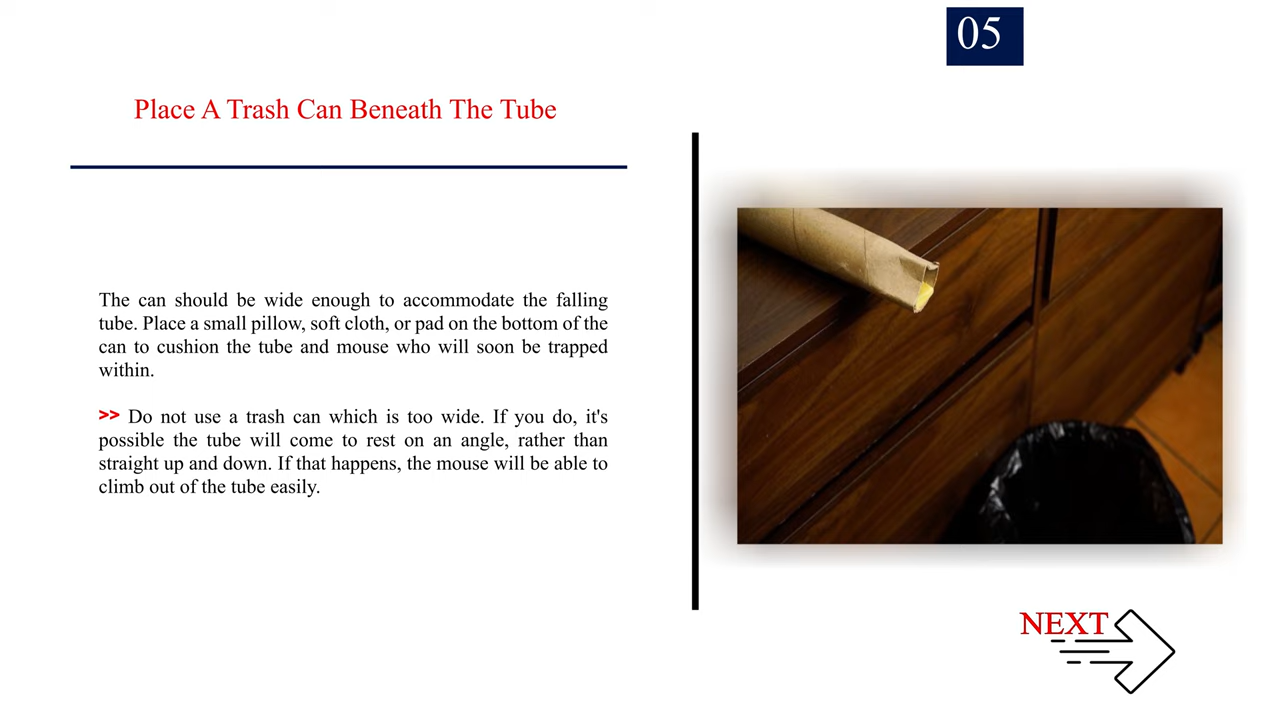 05
Place A Trash Can Beneath The Tube
The can should be wide enough to accommodate the falling
tube. Place a small pillow, soft cloth, or pad on the bottom of the
can to cushion the tube and mouse who will soon be trapped
within.
>> Do not use a trash can which is too wide. If you do, it's
possible the tube will come to rest on an angle, rather than
straight up and down. If that happens, the mouse will be able to
climb out of the tube easily.
NEXT